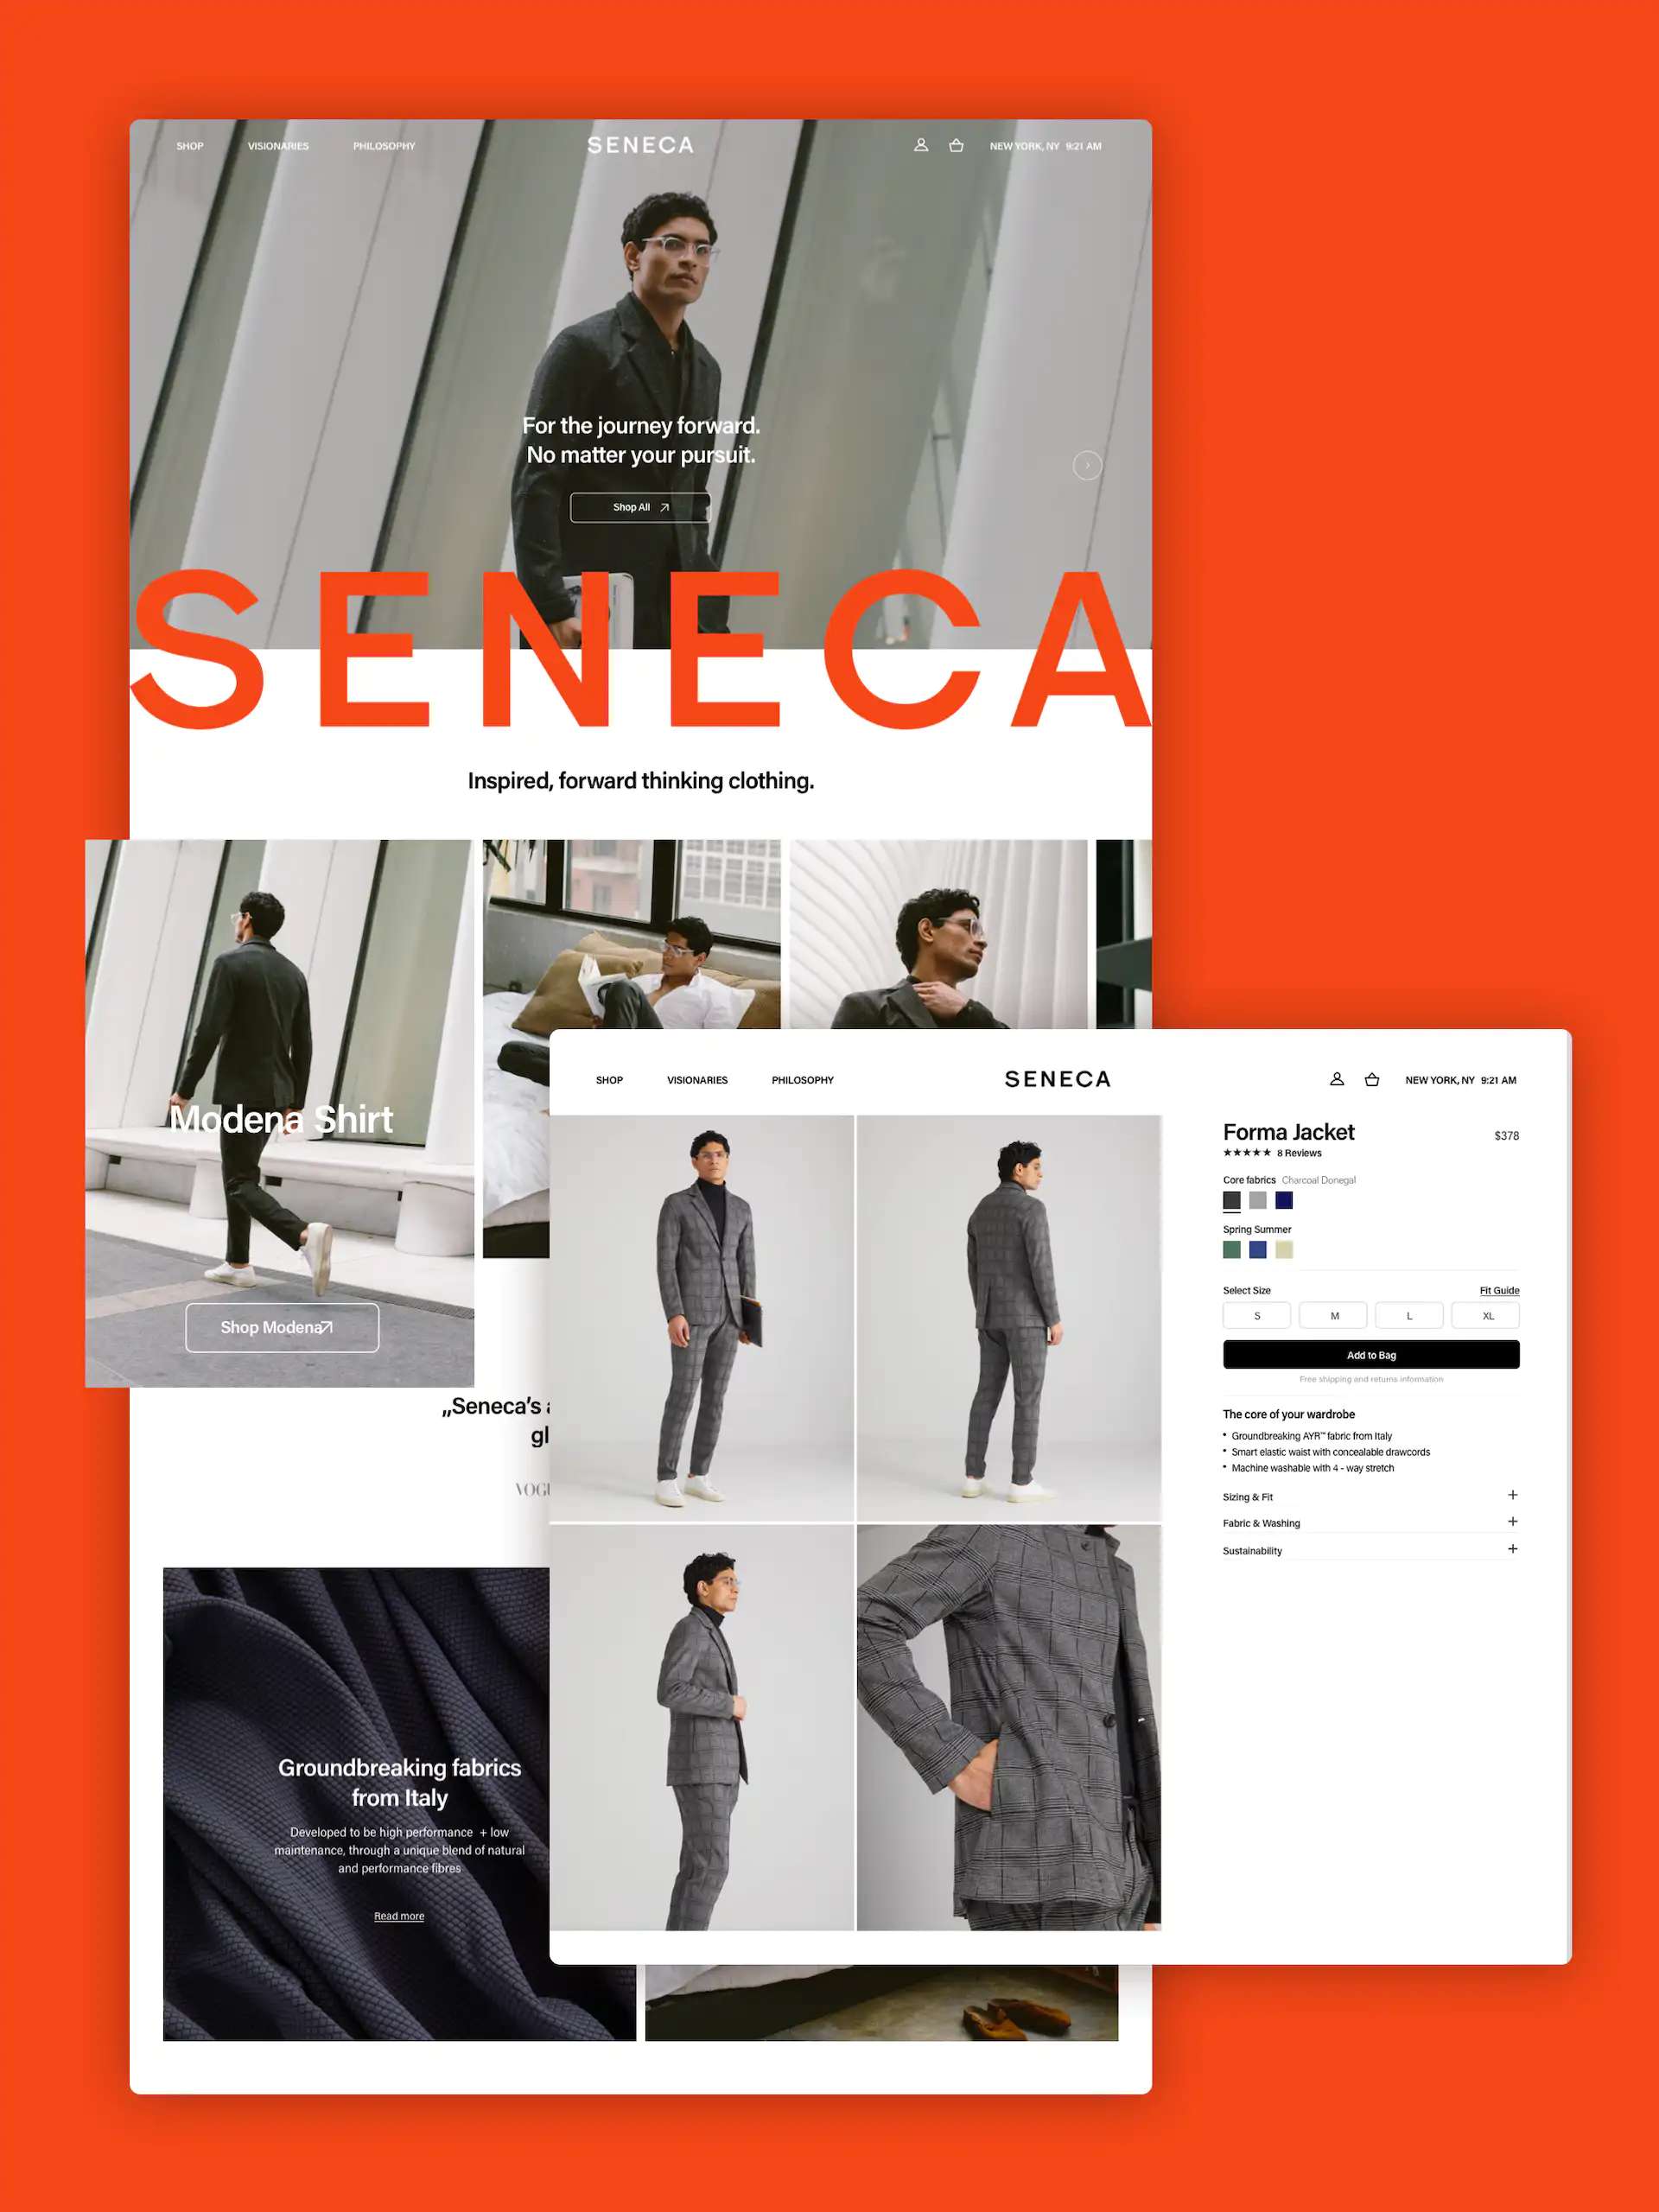 SHOP VISIONARIES PHILOSOPHY SENECA NEW YORK, NY 9:21 AM
For the journey forward.
No matter your pursuit.
Shop All
SENECA
Inspired, forward thinking clothing.
Modena Shirt
Shop Modena
„Seneca's
Groundbreaking fabrics
from Italy
Developed to be high performance + low
maintenance, through a unique blend of natural
and performance fibres
Read more
SHOP VISIONARIES PHILOSOPHY SENECA NEW YORK, NY 9:21 AM
Forma Jacket $378
★★★★★ 8 Reviews
Core fabrics Charcoal Donegal
Spring Summer
Select Size Fit Guide
S M L XL
Add to Bag
Free shipping and returns information
The core of your wardrobe
• Groundbreaking AYR™ fabric from Italy
• Smart elastic waist with concealable drawcords
• Machine washable with 4 - way stretch
Sizing & Fit +
Fabric & Washing +
Sustainability +